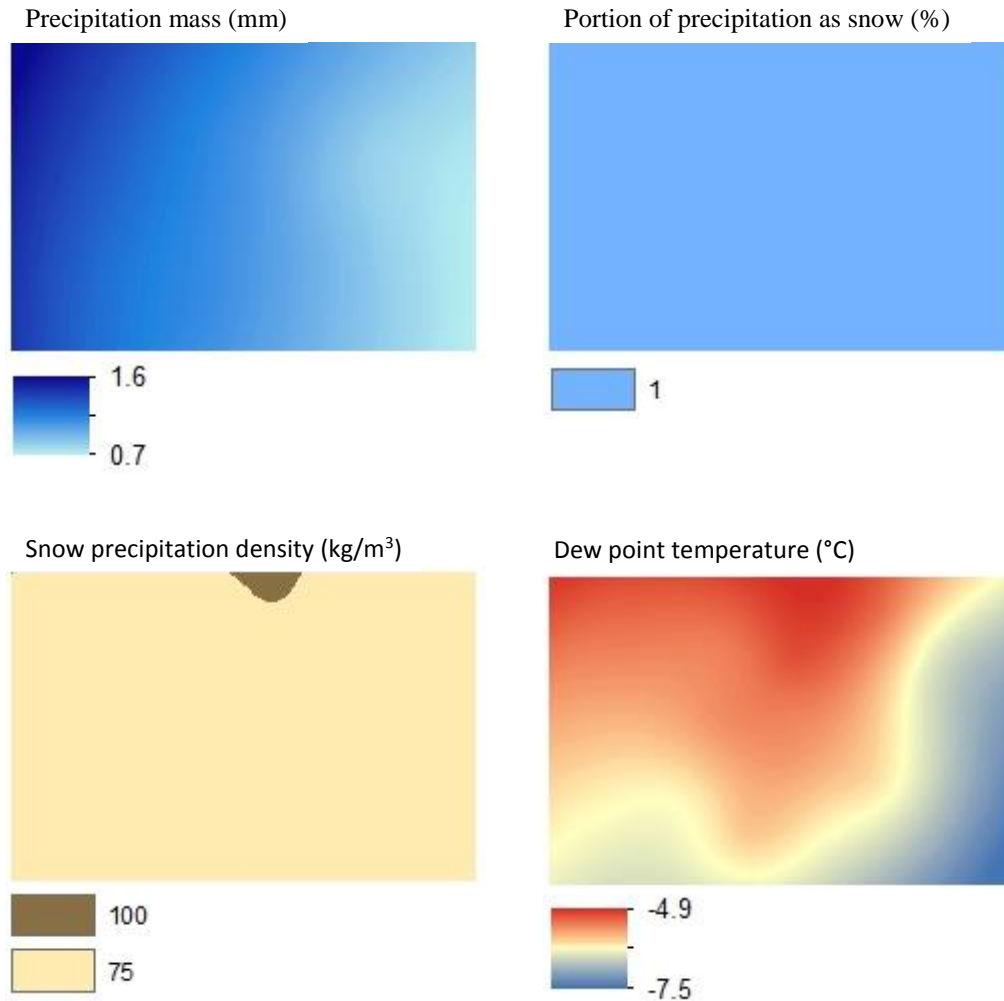 Precipitation mass (mm)
Portion of precipitation as snow (%)
1.6
0.7
1
Snow precipitation density (kg/m³)
Dew point temperature (°C)
100
75
-4.9
-7.5